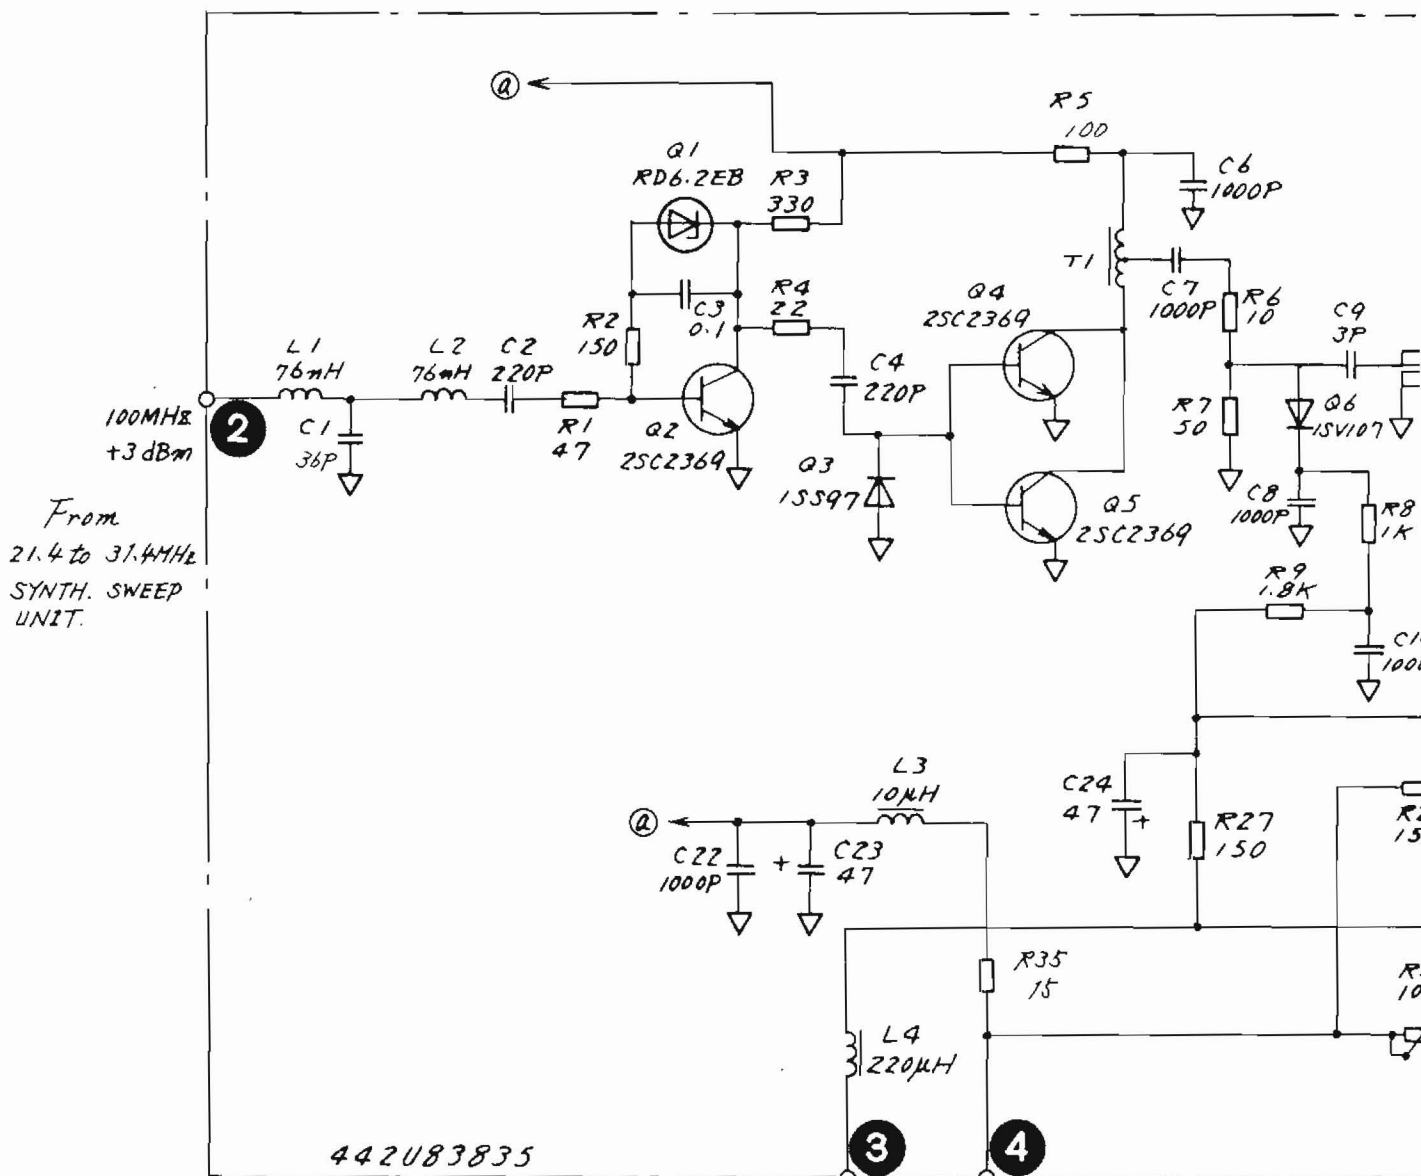 ⓐ
R5
100
Q1
RD6.2EB
R3
330
C6
1000P
T1
C7
1000P
R6
10
C9
3P
Q4
2SC2369
R4
22
C3
0.1
R2
150
L1
76nH
L2
76nH
C2
220P
C4
220P
100MHz
+3dBm
2
C1
36P
R1
47
Q2
2SC2369
Q3
1SS97
Q5
2SC2369
R7
50
Q6
1SV107
C8
1000P
R8
1K
From
21.4 to 31.4MHz
SYNTH. SWEEP
UNIT.
R9
1.8K
L3
10μH
ⓐ
C22
1000P
+
C23
47
C24
47
+
R27
150
R35
15
L4
220μH
442U83835
3
4